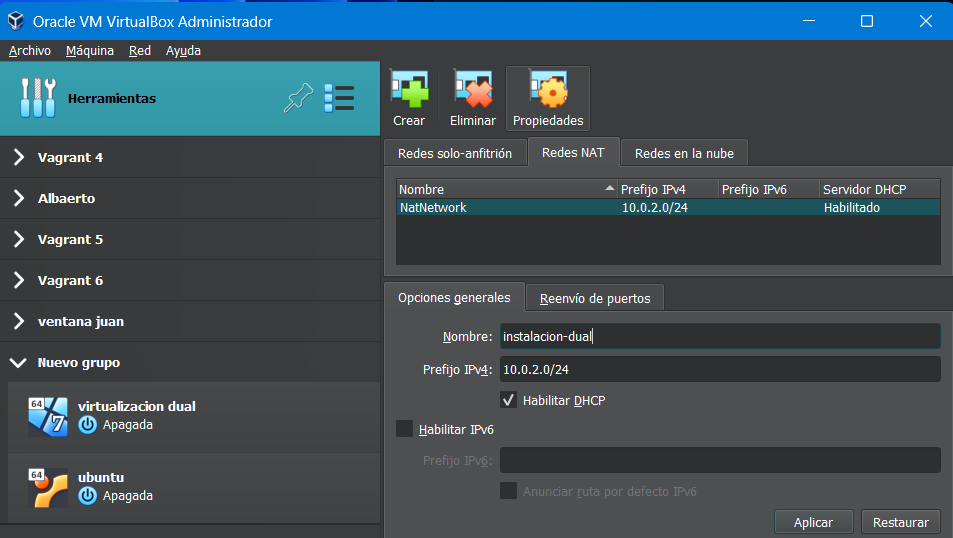 Oracle VM VirtualBox Administrador
Archivo Máquina Red Ayuda
Herramientas
Crear Eliminar Propiedades
Vagrant 4
Albaerto
Vagrant 5
Vagrant 6
ventana juan
Nuevo grupo
64 7
virtualizacion dual
Apagada
64
ubuntu
Apagada
Redes solo-anfitrión Redes NAT Redes en la nube
Nombre Prefijo IPv4 Prefijo IPv6 Servidor DHCP
NatNetwork 10.0.2.0/24 Habilitado
Opciones generales Reenvío de puertos
Nombre: instalacion-dual
Prefijo IPv4: 10.0.2.0/24
Habilitar DHCP
Habilitar IPv6
Prefijo IPv6:
Anunciar ruta por defecto IPv6
Aplicar Restaurar